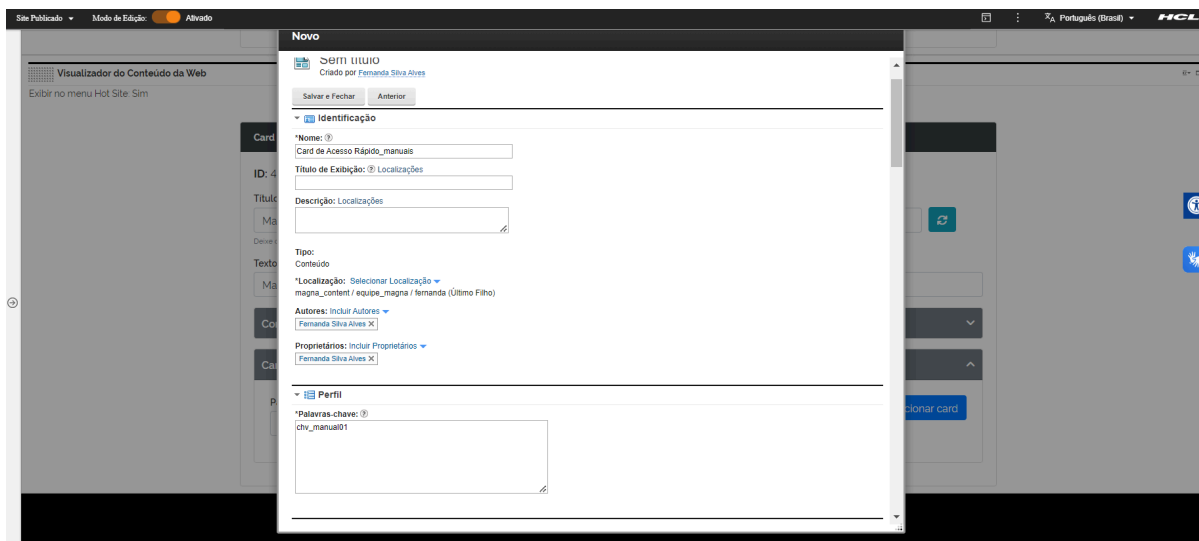 Site Publicado Modo de Edição: Ativado Português (Brasil) HCL
Novo
Sem título
Criado por Fernanda Silva Alves
Visualizador do Conteúdo da Web
Exibir no menu Hot Site: Sim
Salvar e Fechar Anterior
Identificação
*Nome:
Card de Acesso Rápido_manuais
Título de Exibição: Localizações
Descrição: Localizações
Tipo:
Conteúdo
*Localização: Selecionar Localização
magna_content / equipe_magna / fernanda (Último Filho)
Autores: Incluir Autores
Fernanda Silva Alves X
Proprietários: Incluir Proprietários
Fernanda Silva Alves X
Perfil
*Palavras-chave:
chv_manual01
Card
ID: 4
Título
Ma
Deixe
Texto
Ma
Co
Ca
P
cionar card